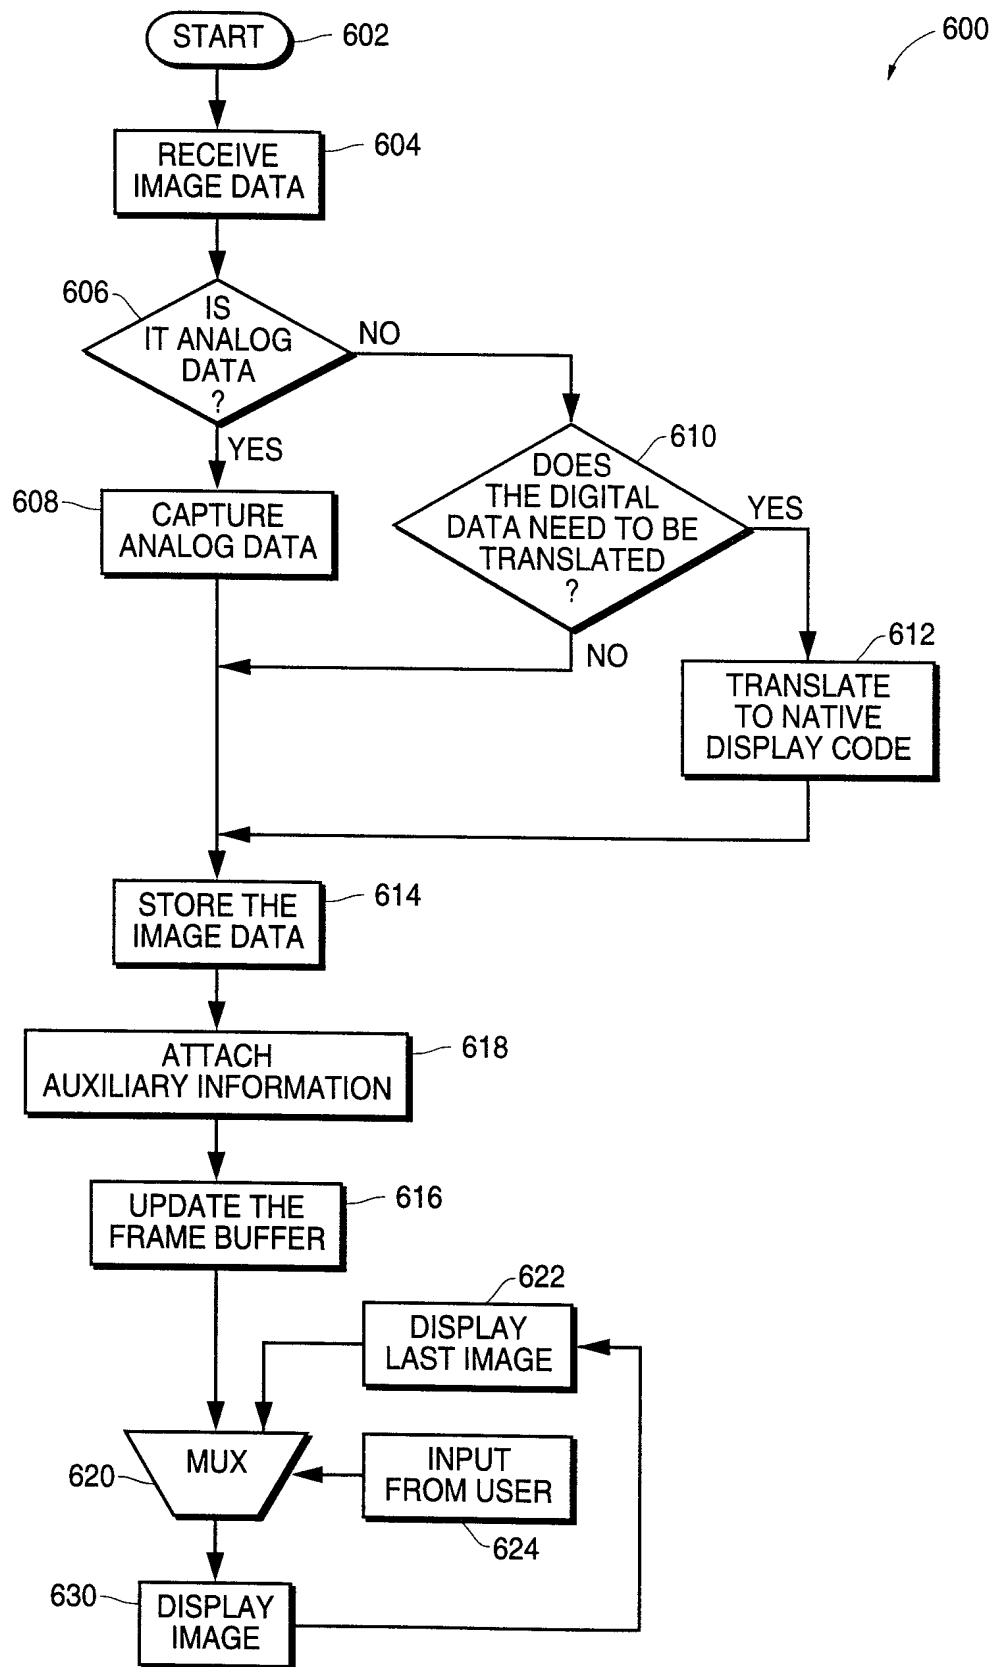 START
602
600
RECEIVE
IMAGE DATA
604
606
IS
IT ANALOG
DATA
?
NO
YES
610
DOES
THE DIGITAL
DATA NEED TO BE
TRANSLATED
?
YES
NO
608
CAPTURE
ANALOG DATA
612
TRANSLATE
TO NATIVE
DISPLAY CODE
STORE THE
IMAGE DATA
614
ATTACH
AUXILIARY INFORMATION
618
UPDATE THE
FRAME BUFFER
616
622
DISPLAY
LAST IMAGE
MUX
620
INPUT
FROM USER
624
630
DISPLAY
IMAGE